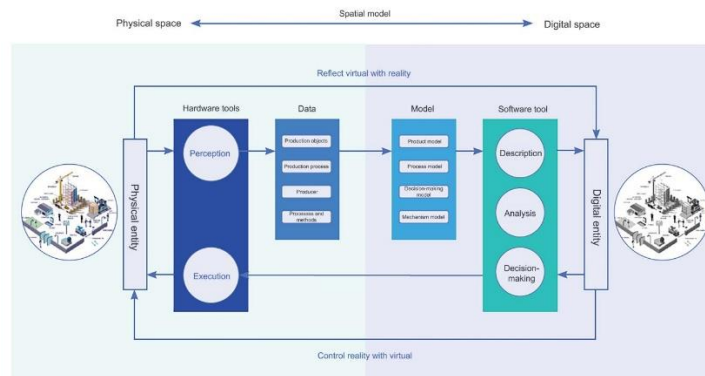 Spatial model
Physical space
Digital space
Reflect virtual with reality
Hardware tools
Data
Model
Software tool
Physical entity
Perception
Execution
Production objects
Production process
Producer
Processes and
methods
Product model
Process model
Decision-making
model
Mechanism model
Description
Analysis
Decision-
making
Digital entity
Control reality with virtual